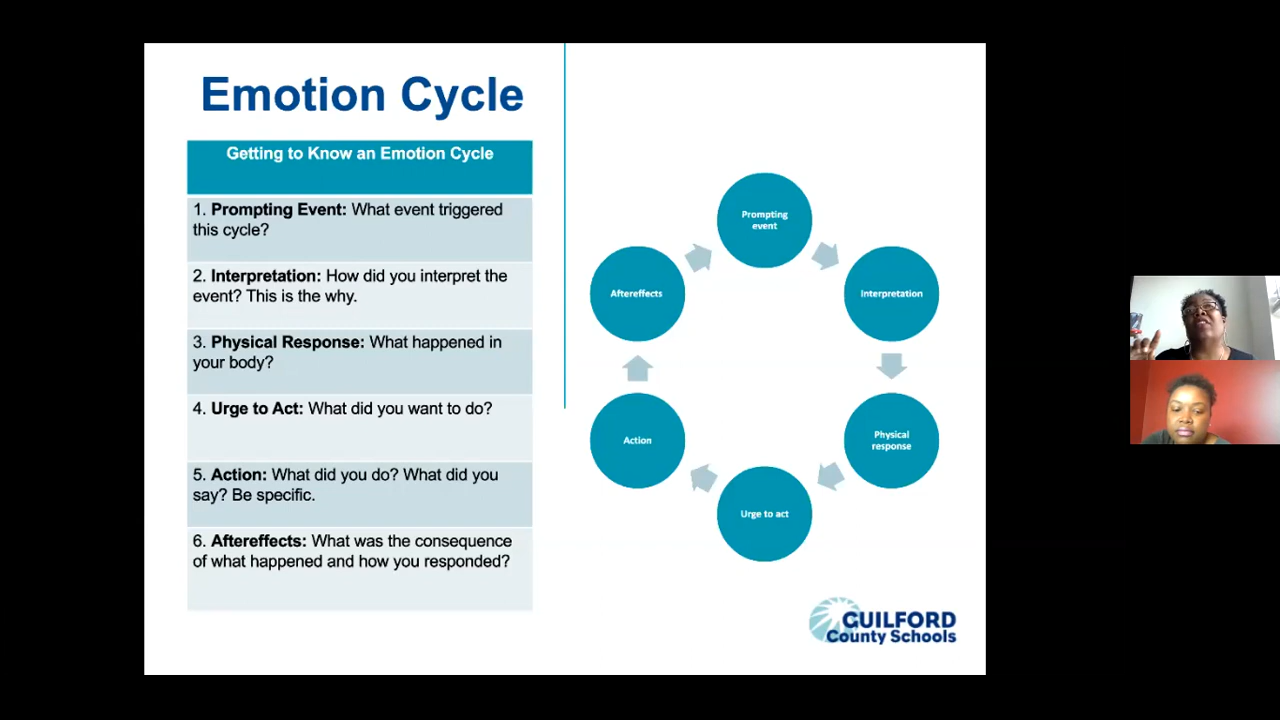 Emotion Cycle
Getting to Know an Emotion Cycle
1. Prompting Event: What event triggered
this cycle?
2. Interpretation: How did you interpret the
event? This is the why.
3. Physical Response: What happened in
your body?
4. Urge to Act: What did you want to do?
5. Action: What did you do? What did you
say? Be specific.
6. Aftereffects: What was the consequence
of what happened and how you responded?
Prompting
event
Interpretation
Physical
response
Urge to act
Action
Aftereffects
GUILFORD
County Schools